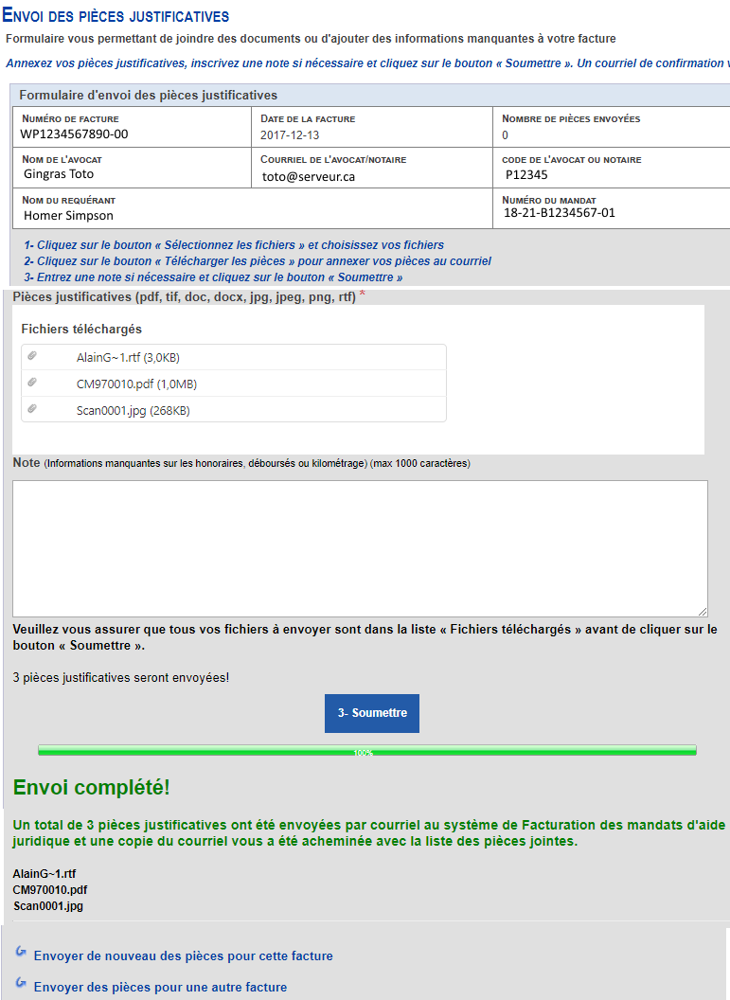 ENVOI DES PIÈCES JUSTIFICATIVES
Formulaire vous permettant de joindre des documents ou d'ajouter des informations manquantes à votre facture
Annexez vos pièces justificatives, inscrivez une note si nécessaire et cliquez sur le bouton « Soumettre ». Un courriel de confirmation
Formulaire d'envoi des pièces justificatives
NUMÉRO DE FACTURE DATE DE LA FACTURE NOMBRE DE PIÈCES ENVOYÉES
WP1234567890-00 2017-12-13 0
NOM DE L'AVOCAT COURRIEL DE L'AVOCAT/NOTAIRE CODE DE L'AVOCAT OU NOTAIRE
Gingras Toto toto@serveur.ca P12345
NOM DU REQUÉRANT NUMÉRO DU MANDAT
Homer Simpson 18-21-B1234567-01
1- Cliquez sur le bouton « Sélectionnez les fichiers » et choisissez vos fichiers
2- Cliquez sur le bouton « Télécharger les pièces » pour annexer vos pièces au courriel
3- Entrez une note si nécessaire et cliquez sur le bouton « Soumettre »
Pièces justificatives (pdf, tif, doc, docx, jpg, jpeg, png, rtf) *
Fichiers téléchargés
AlainG~1.rtf (3,0KB)
CM970010.pdf (1,0MB)
Scan0001.jpg (268KB)
Note (Informations manquantes sur les honoraires, déboursés ou kilométrage) (max 1000 caractères)
Veuillez vous assurer que tous vos fichiers à envoyer sont dans la liste « Fichiers téléchargés » avant de cliquer sur le
bouton « Soumettre ».
3 pièces justificatives seront envoyées!
3- Soumettre
100%
Envoi complété!
Un total de 3 pièces justificatives ont été envoyées par courriel au système de Facturation des mandats d'aide
juridique et une copie du courriel vous a été acheminée avec la liste des pièces jointes.
AlainG~1.rtf
CM970010.pdf
Scan0001.jpg
Envoyer de nouveau des pièces pour cette facture
Envoyer des pièces pour une autre facture